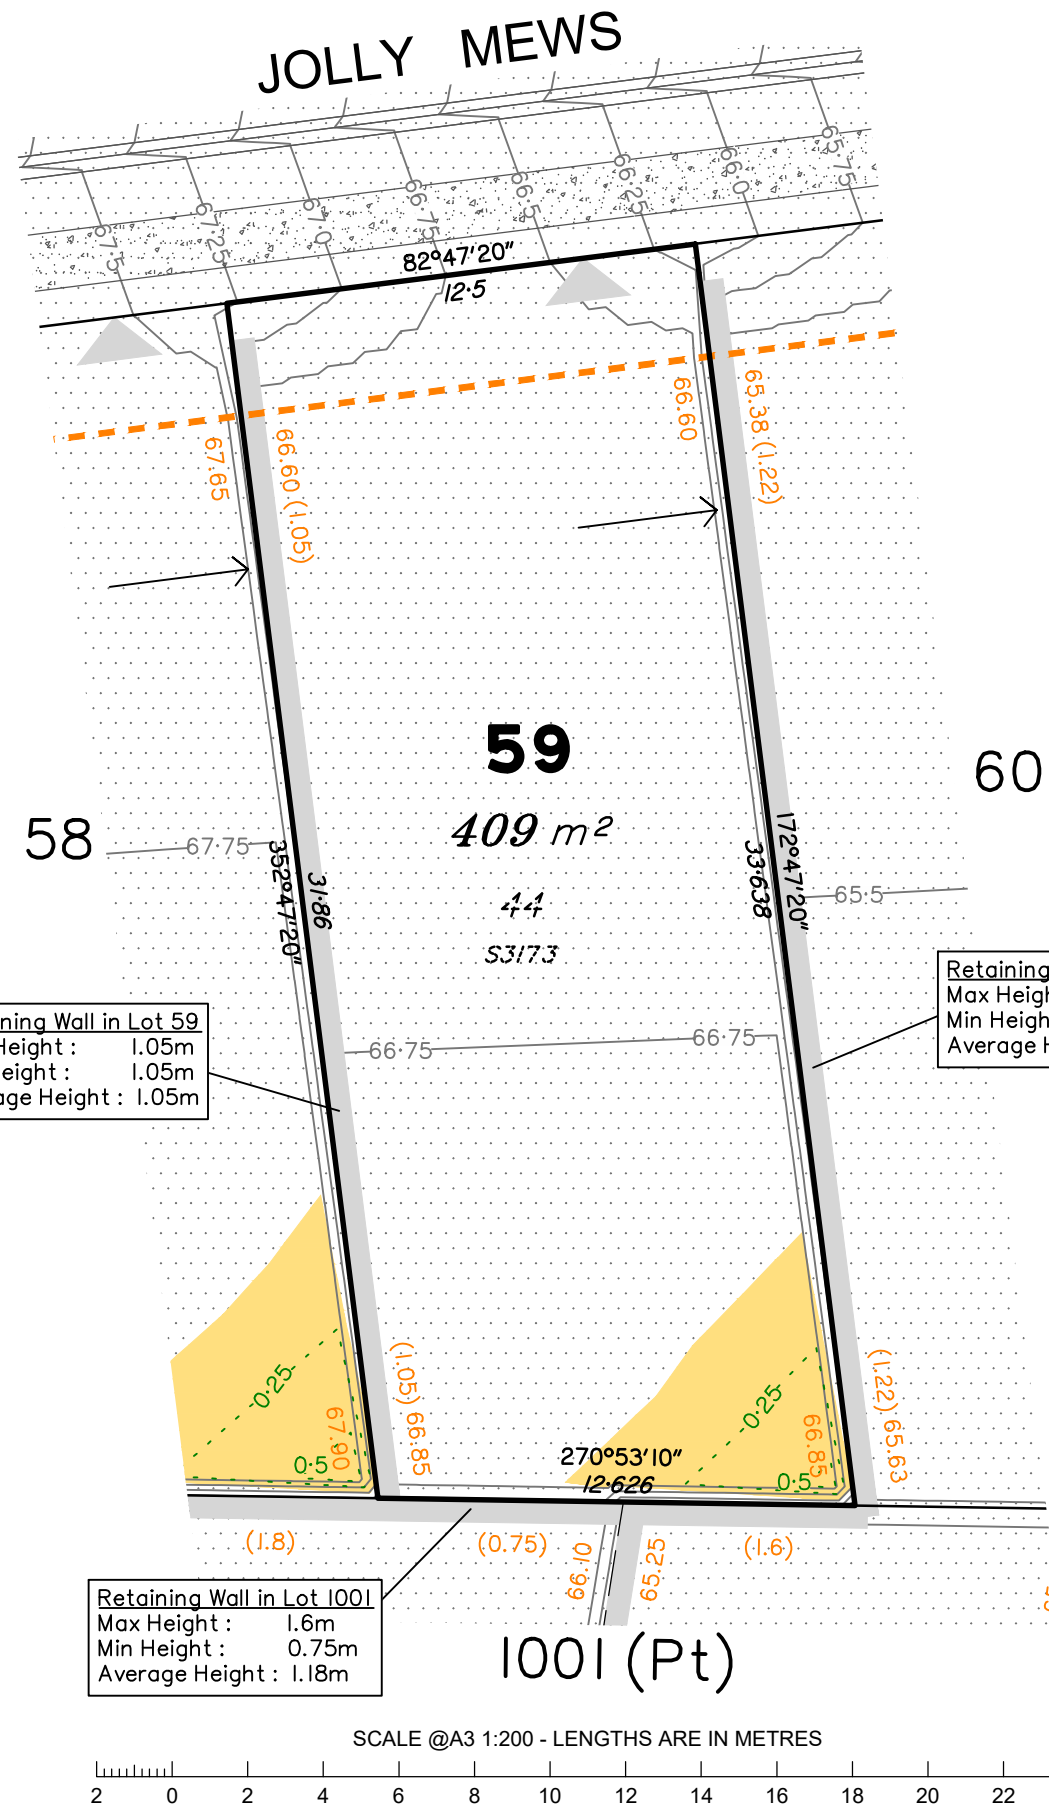 JOLLY MEWS
67.5
67.25
67.0
66.75
66.5
66.25
66.0
65.75
82°47'20"
12.5
67.65
66.60 (1.05)
66.60
65.38 (1.22)
59
409 m²
44
S3173
58
60
67.75
352°47'20"
31.86
33.638
172°47'20"
65.5
66.75
66.75
ning Wall in Lot 59
Height : 1.05m
eight : 1.05m
age Height : 1.05m
Retaining
Max Heigh
Min Heigh
Average H
0.25
0.5
67.90
(1.05) 66.85
0.25
0.5
66.85
(1.22) 65.63
270°53'10"
12.626
(1.8)
(0.75)
66.10
65.25
(1.6)
Retaining Wall in Lot 1001
Max Height : 1.6m
Min Height : 0.75m
Average Height : 1.18m
1001 (Pt)
SCALE @A3 1:200 - LENGTHS ARE IN METRES
2 0 2 4 6 8 10 12 14 16 18 20 22